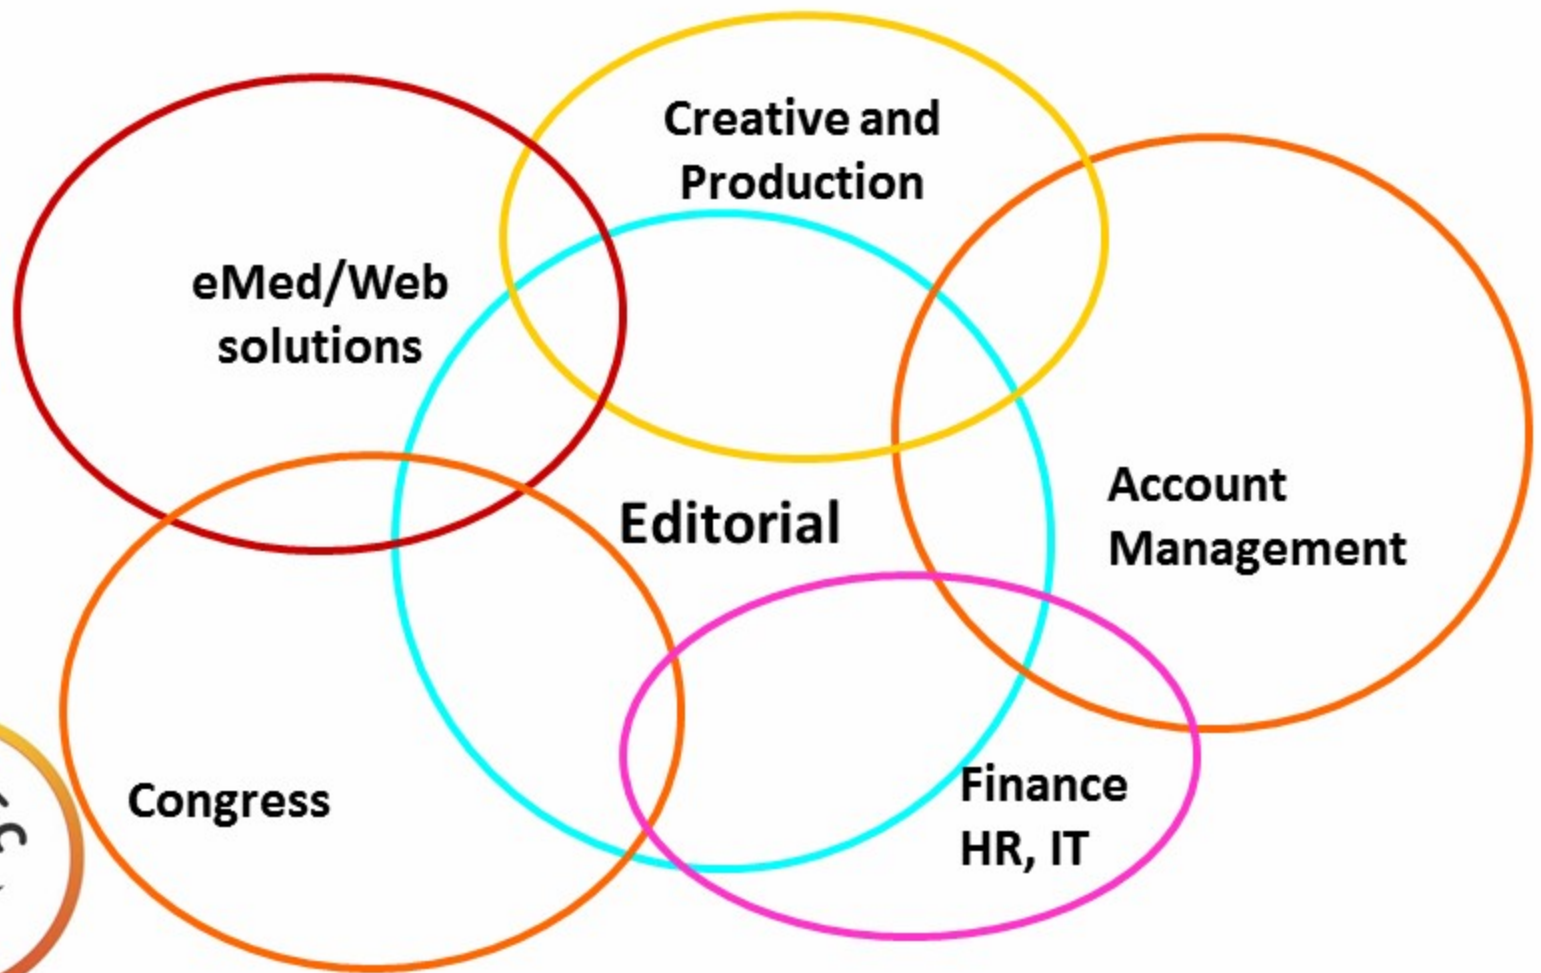 Creative and
Production
eMed/Web
solutions
Editorial
Account
Management
Congress
Finance
HR, IT